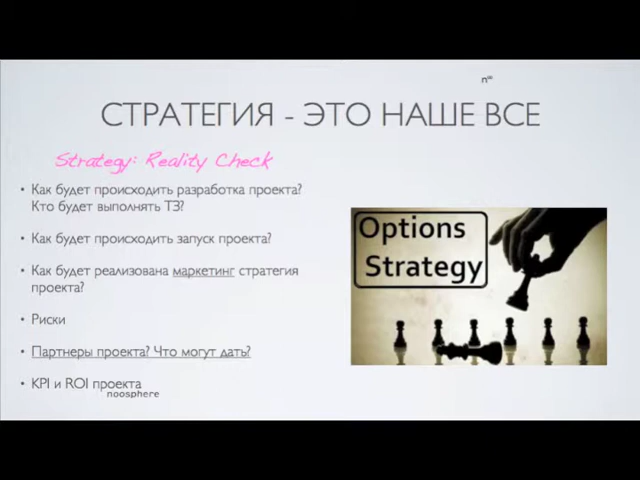 n∞
СТРАТЕГИЯ - ЭТО НАШЕ ВСЕ
Strategy: Reality Check
• Как будет происходить разработка проекта?
Кто будет выполнять ТЗ?
• Как будет происходить запуск проекта?
• Как будет реализована маркетинг стратегия
проекта?
• Риски
• Партнеры проекта? Что могут дать?
• KPI и ROI проекта
noosphere
Options
Strategy